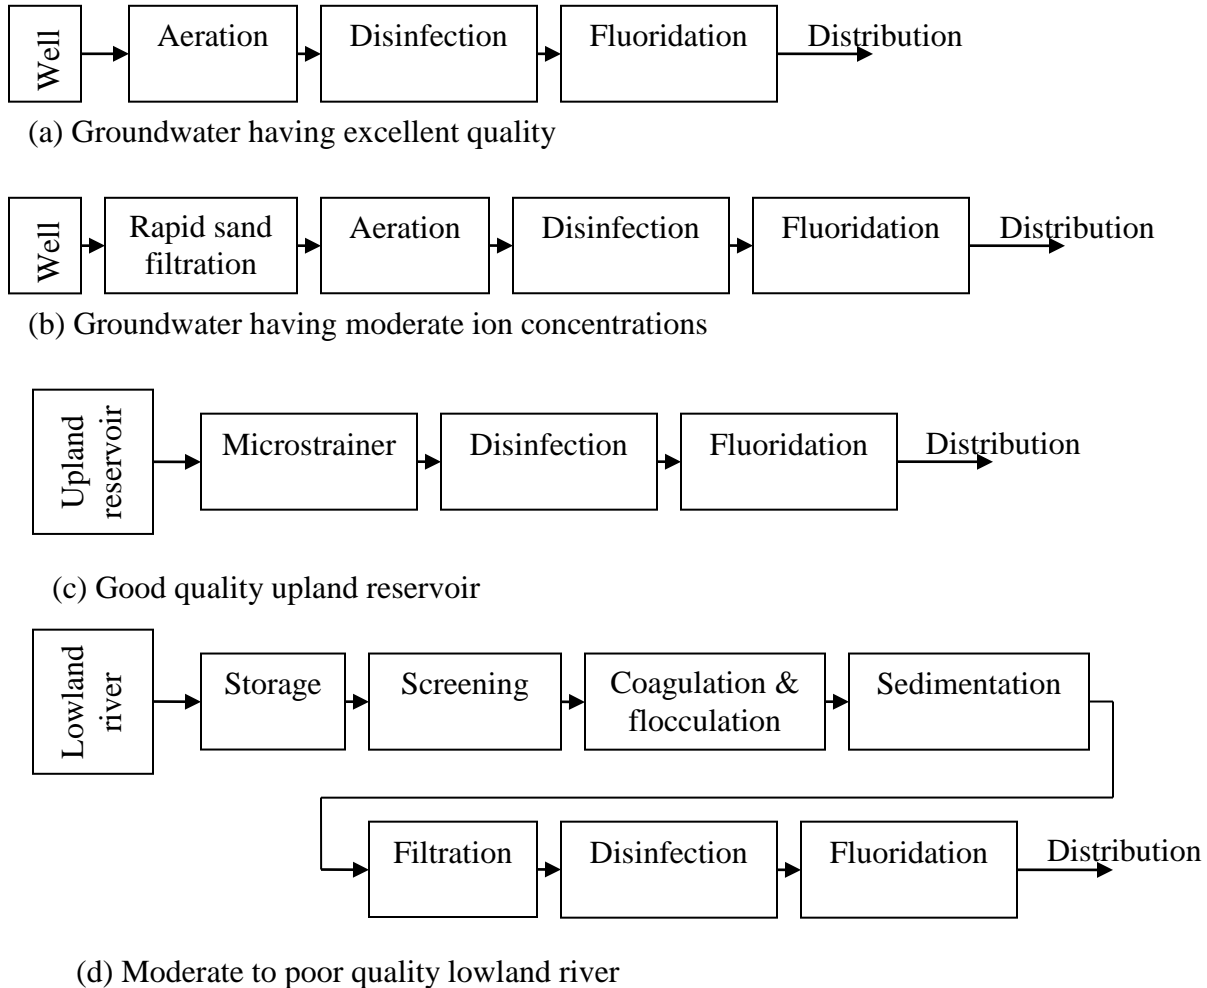 Well
Aeration
Disinfection
Fluoridation
Distribution
(a) Groundwater having excellent quality
Well
Rapid sand
filtration
Aeration
Disinfection
Fluoridation
Distribution
(b) Groundwater having moderate ion concentrations
Upland
reservoir
Microstrainer
Disinfection
Fluoridation
Distribution
(c) Good quality upland reservoir
Lowland
river
Storage
Screening
Coagulation &
flocculation
Sedimentation
Filtration
Disinfection
Fluoridation
Distribution
(d) Moderate to poor quality lowland river